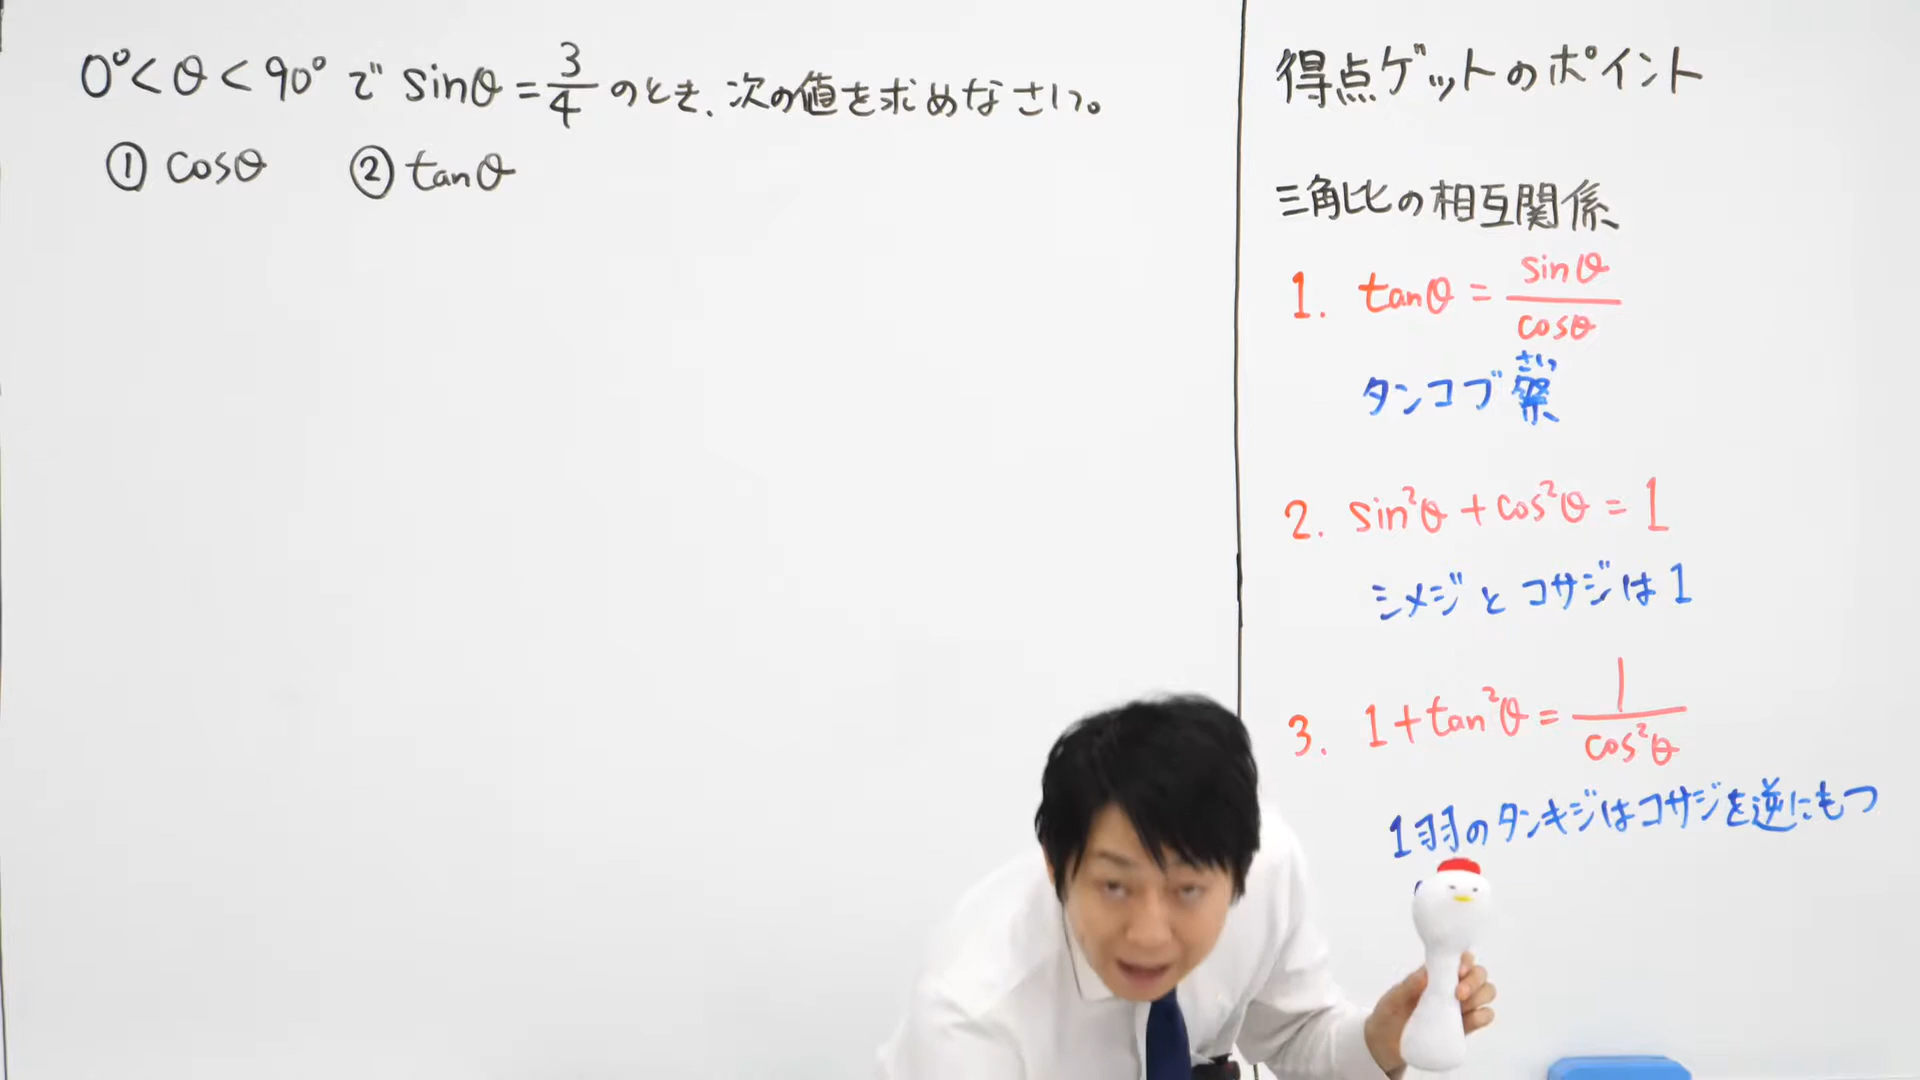 0°<θ<90°で sinθ=3/4 のとき、次の値を求めなさい。
① cosθ ② tanθ
得点ゲットのポイント
三角比の相互関係
1. tanθ = sinθ/cosθ
さい
タンコブ祭
2. sin²θ + cos²θ = 1
シメジとコサジは1
3. 1+tan²θ = 1/cos²θ
1羽のタンキジはコサジを逆にもつ